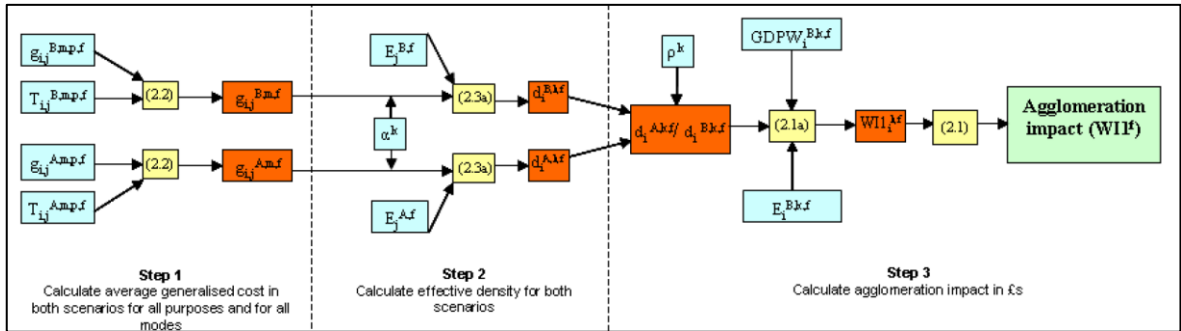 g_{i,j}^{B,m,p,f}
T_{i,j}^{B,m,p,f}
(2.2)
g_{i,j}^{B,m,f}
g_{i,j}^{A,m,p,f}
T_{i,j}^{A,m,p,f}
(2.2)
g_{i,j}^{A,m,f}
Step 1
Calculate average generalised cost in
both scenarios for all purposes and for all
modes
E_j^{B,f}
(2.3a)
d_i^{B,k,f}
α^k
E_j^{A,f}
(2.3a)
d_i^{A,k,f}
Step 2
Calculate effective density for both
scenarios
ρ^k
d_i^{A,k,f}/ d_i^{B,k,f}
GDPW_i^{B,k,f}
(2.1a)
E_i^{B,k,f}
WI1_i^{k,f}
(2.1)
Agglomeration
impact (WI1^f)
Step 3
Calculate agglomeration impact in £s